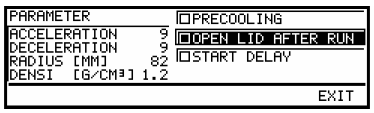 PARAMETER
ACCELERATION 9
DECELERATION 9
RADIUS [MM] 82
DENSI [G/CM³] 1.2
PRECOOLING
OPEN LID AFTER RUN
START DELAY
EXIT